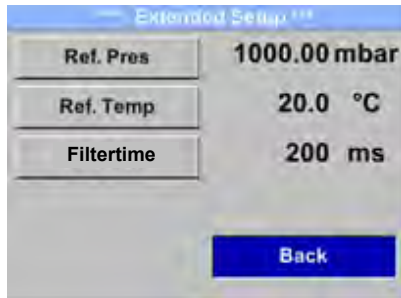 *** Extended Setup ***
Ref. Pres 1000.00 mbar
Ref. Temp 20.0 °C
Filtertime 200 ms
Back